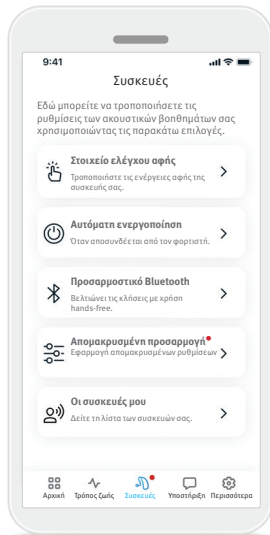 9:41
Συσκευές
Εδώ μπορείτε να τροποποιήσετε τις
ρυθμίσεις των ακουστικών βοηθημάτων σας
χρησιμοποιώντας τις παρακάτω επιλογές.
Στοιχείο ελέγχου αφής
Τροποποιήστε τις ενέργειες αφής της
συσκευής σας.
Αυτόματη ενεργοποίηση
Όταν αποσυνδέεται από τον φορτιστή.
Προσαρμοστικό Bluetooth
Βελτιώνει τις κλήσεις με χρήση
hands-free.
Απομακρυσμένη προσαρμογή
Εφαρμογή απομακρυσμένων ρυθμίσεων
Οι συσκευές μου
Δείτε τη λίστα των συσκευών σας.
Αρχική Τρόπος ζωής Συσκευές Υποστήριξη Περισσότερα